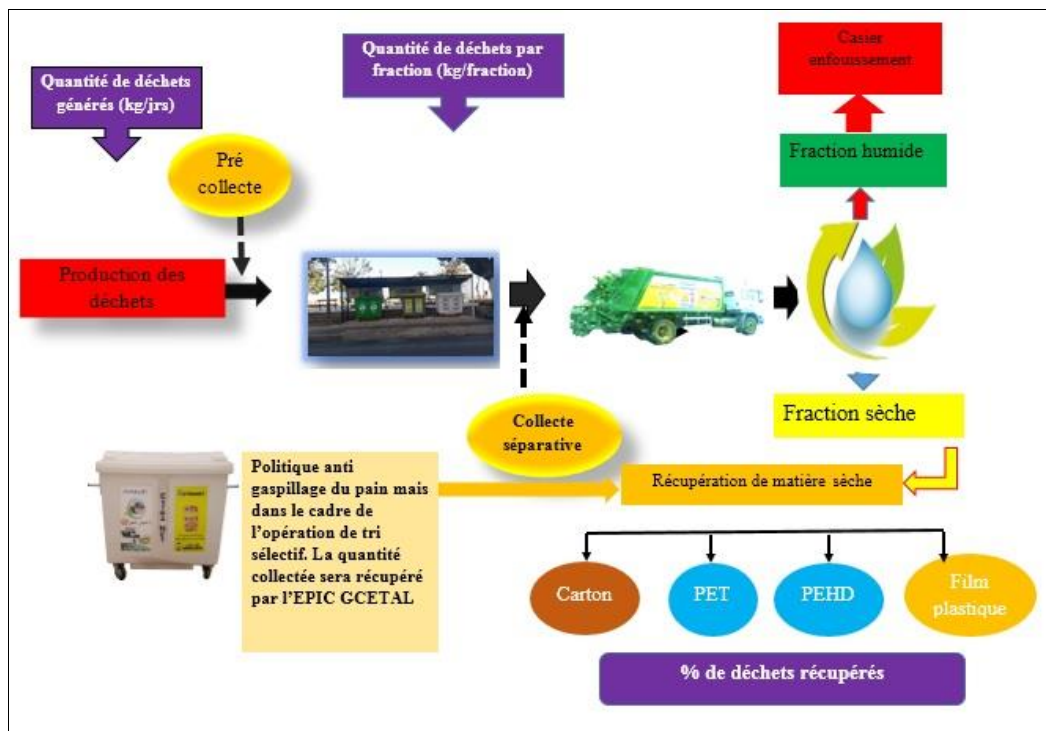 Quantité de déchets par
fraction (kg/fraction)
Casier
enfouissement
Quantité de déchets
générés (kg/jrs)
Fraction humide
Pré
collecte
Production des
déchets
Fraction sèche
Collecte
séparative
Politique anti
gaspillage du pain mais
dans le cadre de
l'opération de tri
sélectif. La quantité
collectée sera récupéré
par l'EPIC GCETAL
Récupération de matière sèche
Carton
PET
PEHD
Film
plastique
% de déchets récupérés